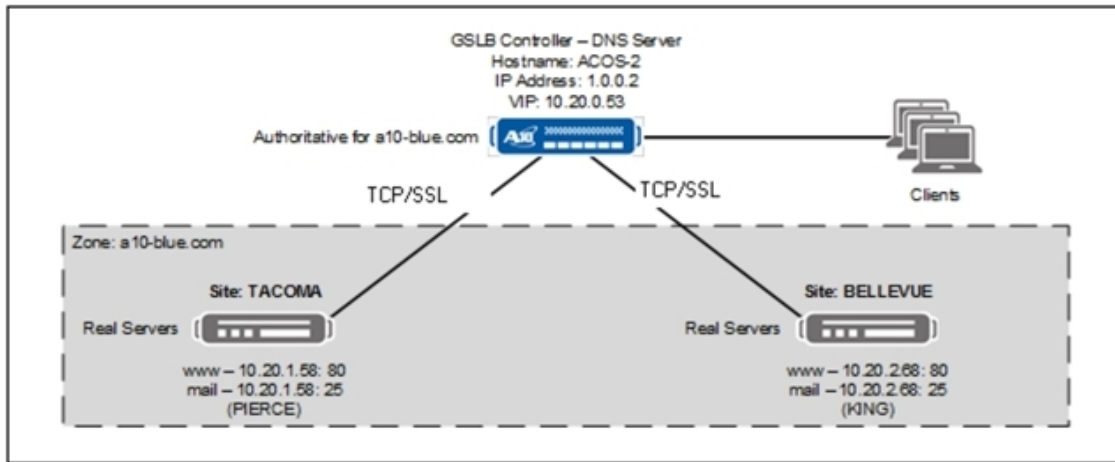 GSLB Controller – DNS Server
Hostname: ACOS-2
IP Address: 1.0.0.2
VIP: 10.20.0.53
Authoritative for a10-blue.com
A10
Clients
TCP/SSL
TCP/SSL
Zone: a10-blue.com
Site: TACOMA
Real Servers
www – 10.20.1.58: 80
mail – 10.20.1.58: 25
(PIERCE)
Site: BELLEVUE
Real Servers
www – 10.20.2.68: 80
mail – 10.20.2.68: 25
(KING)